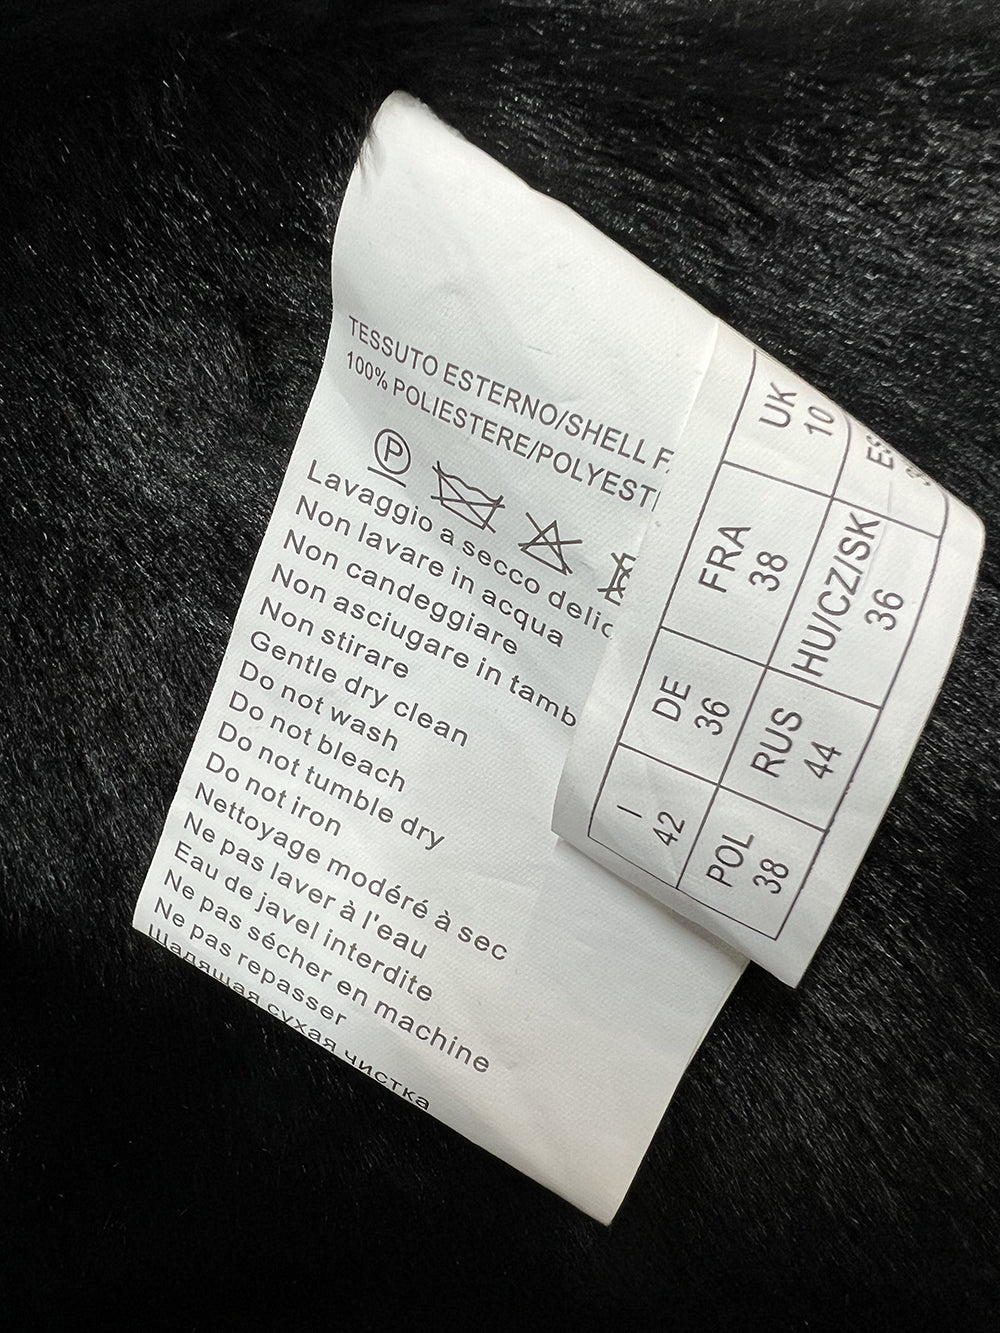 TESSUTO ESTERNO/SHELL
100% POLIESTERE/POLYEST
P
Lavaggio a secco delic
Non lavare in acqua
Non candeggiare
Non asciugare in tamb
Non stirare
Gentle dry clean
Do not wash
Do not bleach
Do not tumble dry
Do not iron
Nettoyage modéré à sec
Ne pas laver à l'eau
Eau de javel interdite
Ne pas sécher en machine
Ne pas repasser
Щадящая сухая чистка
I DE FRA UK
42 36 38 10
POL RUS HU/CZ/SK ES
38 44 36